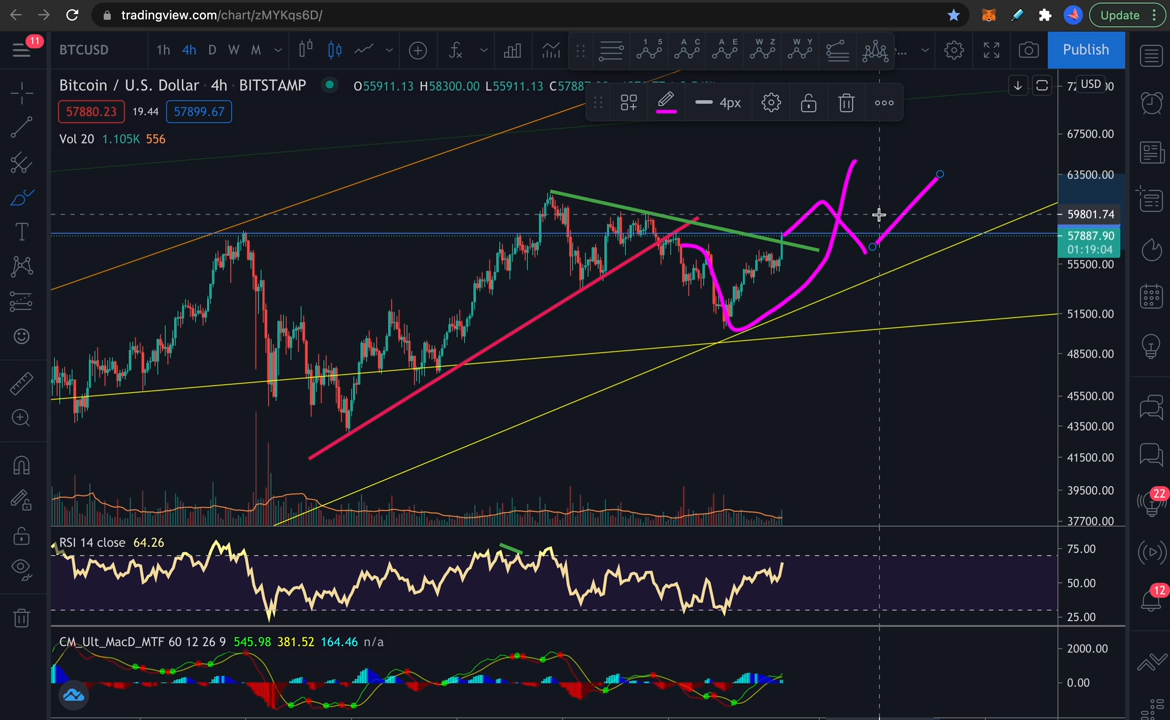 tradingview.com/chart/zMYKqs6D/
Update
11
BTCUSD
1h 4h D W M
Publish
Bitcoin / U.S. Dollar · 4h · BITSTAMP O55911.13 H58300.00 L55911.13 C57887
57880.23 19.44 57899.67
Vol 20 1.105K 556
4px
USD
67500.00
63500.00
59801.74
57887.90
01:19:04
55500.00
51500.00
48500.00
45500.00
43500.00
41500.00
39500.00
37700.00
RSI 14 close 64.26
75.00
50.00
25.00
CM_Ult_MacD_MTF 60 12 26 9 545.98 381.52 164.46 n/a
2000.00
0.00
22
12